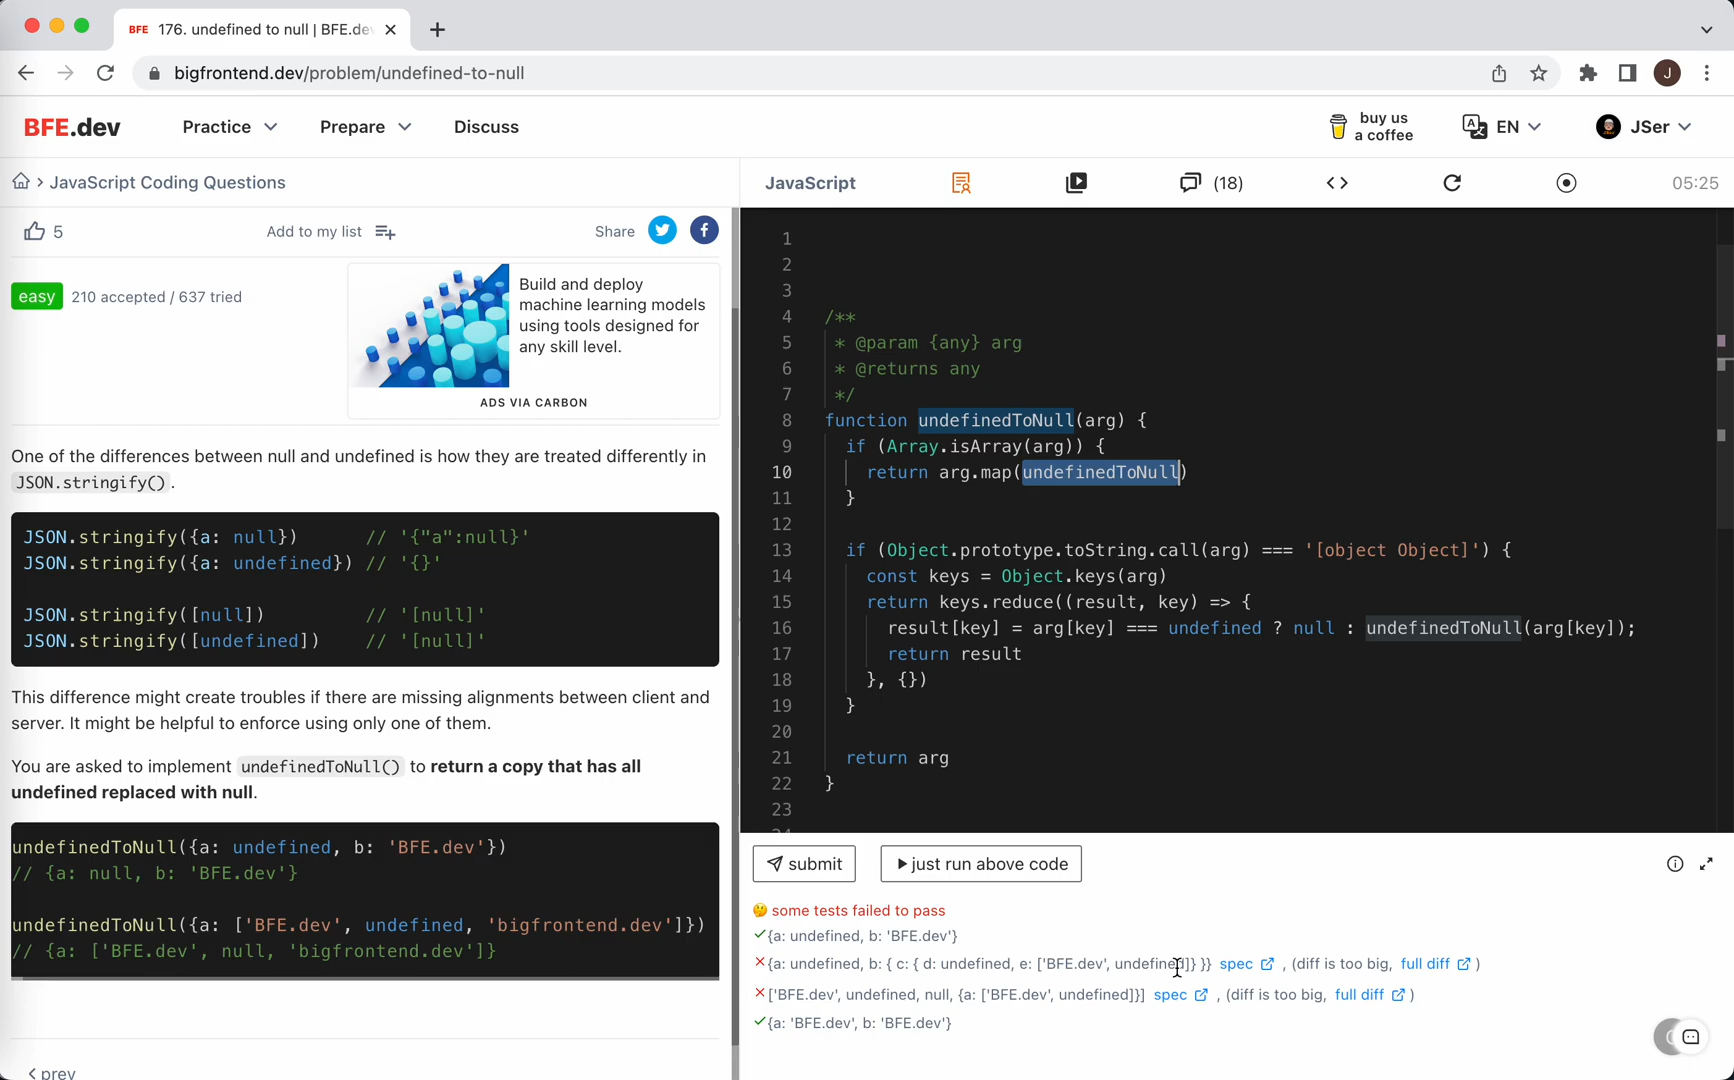 BFE 176. undefined to null | BFE.de
bigfrontend.dev/problem/undefined-to-null
J
BFE.dev
Practice
Prepare
Discuss
buy us
a coffee
EN
JSer
> JavaScript Coding Questions
5
Add to my list
Share
easy 210 accepted / 637 tried
Build and deploy
machine learning models
using tools designed for
any skill level.
ADS VIA CARBON
One of the differences between null and undefined is how they are treated differently in
JSON.stringify() .
JSON.stringify({a: null}) // '{"a":null}'
JSON.stringify({a: undefined}) // '{}'
JSON.stringify([null]) // '[null]'
JSON.stringify([undefined]) // '[null]'
This difference might create troubles if there are missing alignments between client and
server. It might be helpful to enforce using only one of them.
You are asked to implement undefinedToNull() to return a copy that has all
undefined replaced with null.
undefinedToNull({a: undefined, b: 'BFE.dev'})
// {a: null, b: 'BFE.dev'}
undefinedToNull({a: ['BFE.dev', undefined, 'bigfrontend.dev']})
// {a: ['BFE.dev', null, 'bigfrontend.dev']}
< prev
JavaScript
(18)
<>
05:25
1
2
3
4 /**
5 * @param {any} arg
6 * @returns any
7 */
8 function undefinedToNull(arg) {
9 if (Array.isArray(arg)) {
10 return arg.map(undefinedToNull)
11 }
12
13 if (Object.prototype.toString.call(arg) === '[object Object]') {
14 const keys = Object.keys(arg)
15 return keys.reduce((result, key) => {
16 result[key] = arg[key] === undefined ? null : undefinedToNull(arg[key]);
17 return result
18 }, {})
19 }
20
21 return arg
22 }
23
submit
just run above code
some tests failed to pass
{a: undefined, b: 'BFE.dev'}
{a: undefined, b: { c: { d: undefined, e: ['BFE.dev', undefined]} }} spec , (diff is too big, full diff )
['BFE.dev', undefined, null, {a: ['BFE.dev', undefined]}] spec , (diff is too big, full diff )
{a: 'BFE.dev', b: 'BFE.dev'}